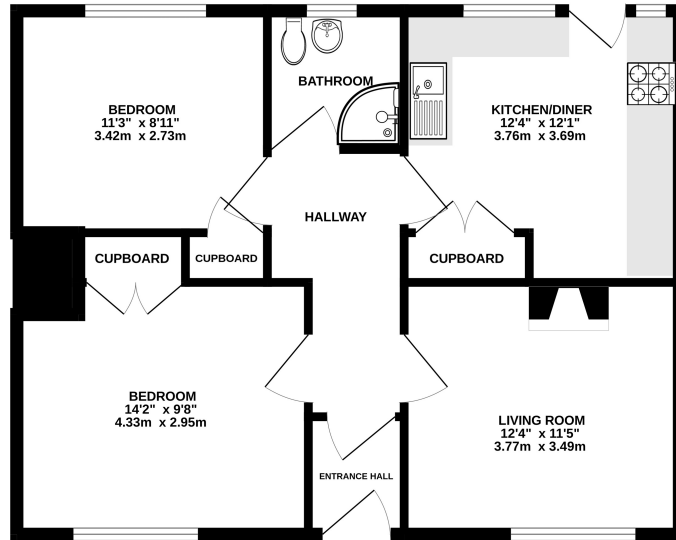 BATHROOM
BEDROOM
11'3" x 8'11"
3.42m x 2.73m
KITCHEN/DINER
12'4" x 12'1"
3.76m x 3.69m
HALLWAY
CUPBOARD
CUPBOARD
CUPBOARD
BEDROOM
14'2" x 9'8"
4.33m x 2.95m
LIVING ROOM
12'4" x 11'5"
3.77m x 3.49m
ENTRANCE HALL